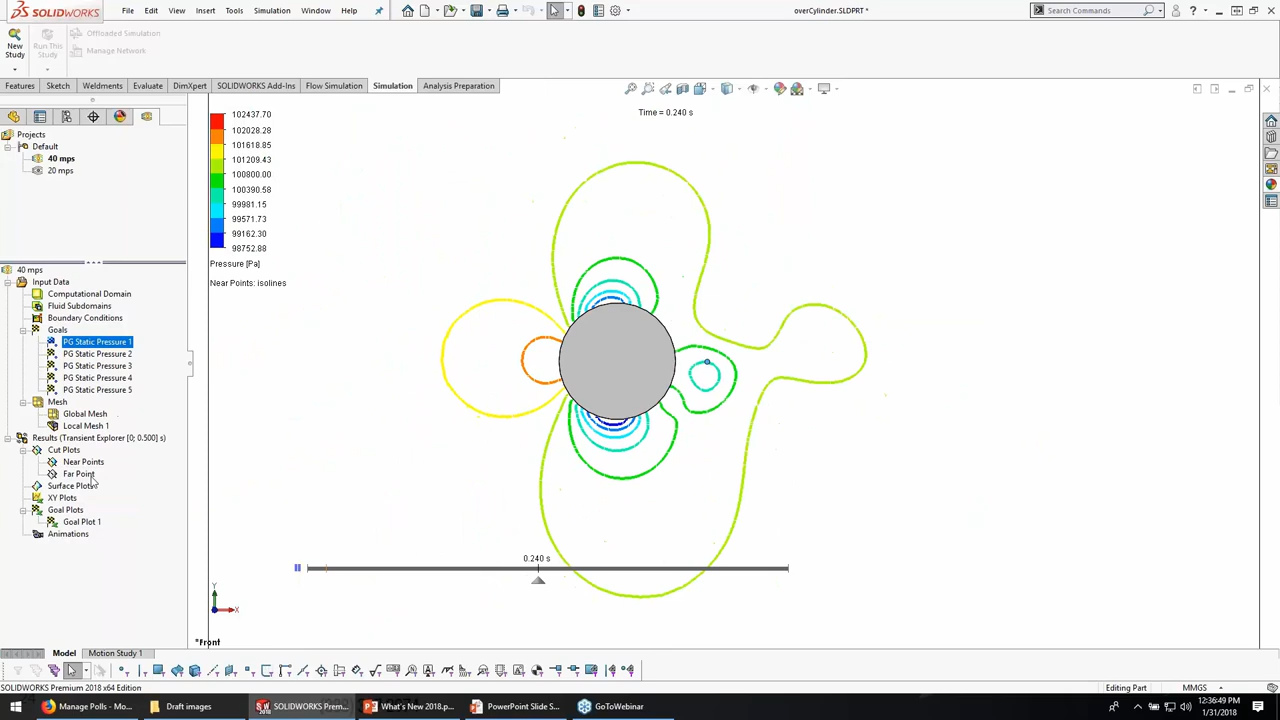 SOLIDWORKS
File Edit View Insert Tools Simulation Window Help
overCylinder.SLDPRT *
Search Commands
New Study
Run This Study
Offloaded Simulation
Manage Network
Features Sketch Weldments Evaluate DimXpert SOLIDWORKS Add-Ins Flow Simulation Simulation Analysis Preparation
Projects
Default
40 mps
20 mps
40 mps
Input Data
Computational Domain
Fluid Subdomains
Boundary Conditions
Goals
PG Static Pressure 1
PG Static Pressure 2
PG Static Pressure 3
PG Static Pressure 4
PG Static Pressure 5
Mesh
Global Mesh
Local Mesh 1
Results (Transient Explorer [0; 0.500] s)
Cut Plots
Near Points
Far Point
Surface Plots
XY Plots
Goal Plots
Goal Plot 1
Animations
Time = 0.240 s
102437.70
102028.28
101618.85
101209.43
100800.00
100390.58
99981.15
99571.73
99162.30
98752.88
Pressure [Pa]
Near Points: isolines
0.240 s
Y
X
*Front
Model Motion Study 1
SOLIDWORKS Premium 2018 x64 Edition
Editing Part
MMGS
Manage Polls - Mo...
Draft images
SOLIDWORKS Prem...
What's New 2018.p...
PowerPoint Slide S...
GoToWebinar
12:36:49 PM
1/31/2018